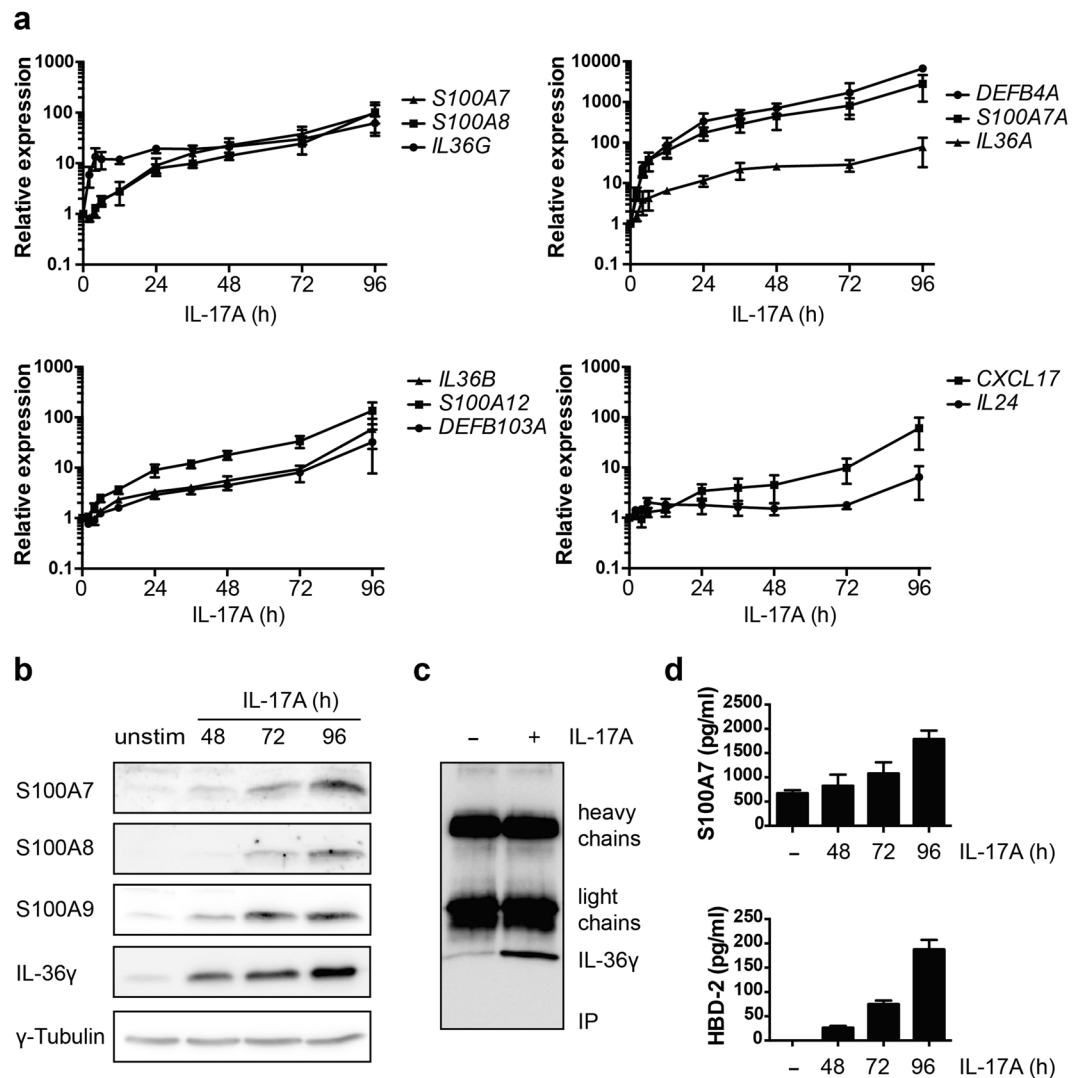 a
Relative expression
1000
100
10
1
0.1
0 24 48 72 96
IL-17A (h)
S100A7
S100A8
IL36G
Relative expression
10000
1000
100
10
1
0.1
0 24 48 72 96
IL-17A (h)
DEFB4A
S100A7A
IL36A
Relative expression
1000
100
10
1
0.1
0 24 48 72 96
IL-17A (h)
IL36B
S100A12
DEFB103A
Relative expression
1000
100
10
1
0.1
0 24 48 72 96
IL-17A (h)
CXCL17
IL24
b
IL-17A (h)
unstim 48 72 96
S100A7
S100A8
S100A9
IL-36γ
γ-Tubulin
c
– + IL-17A
heavy
chains
light
chains
IL-36γ
IP
d
S100A7 (pg/ml)
2500
2000
1500
1000
500
0
– 48 72 96 IL-17A (h)
HBD-2 (pg/ml)
250
200
150
100
50
0
– 48 72 96 IL-17A (h)